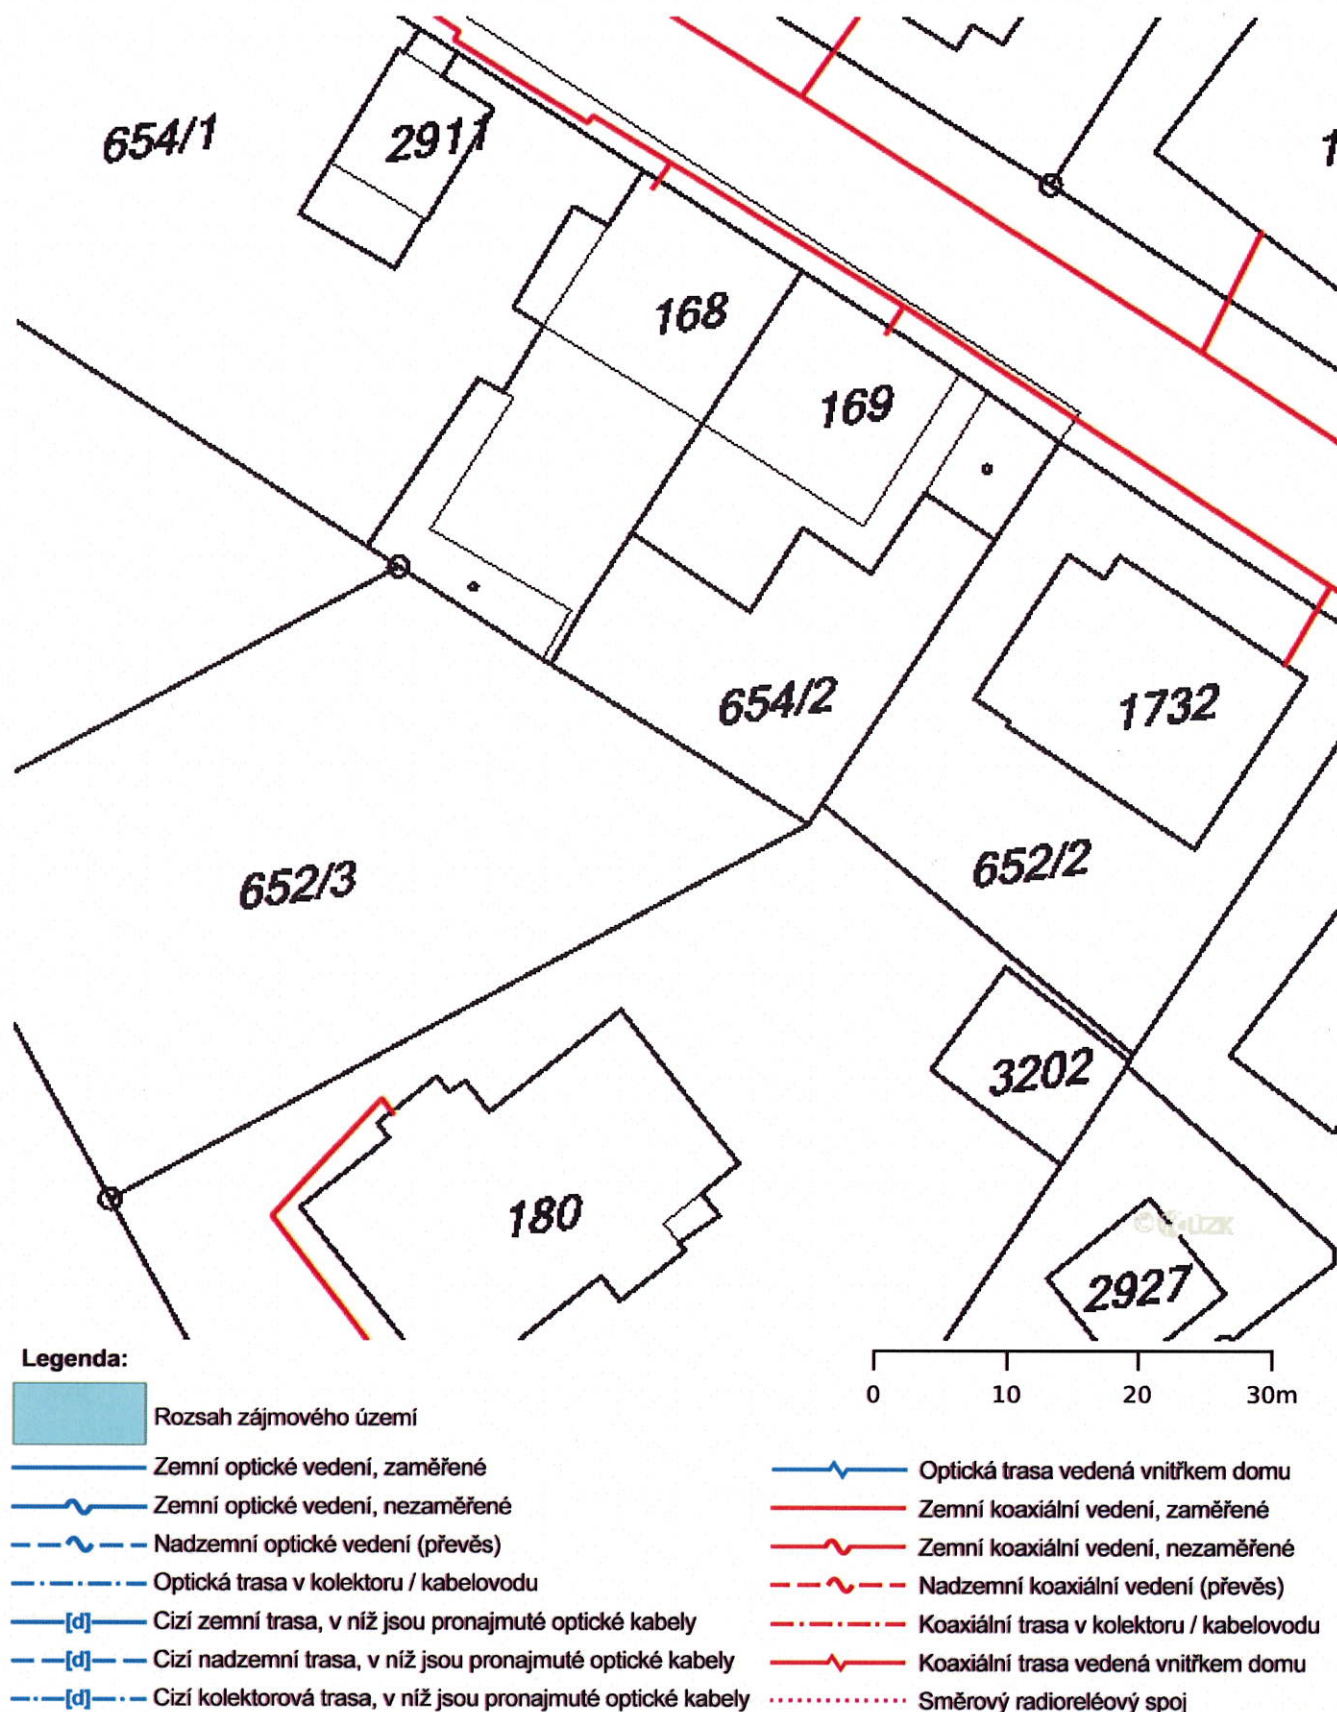 654/1
2911
168
169
654/2
1732
652/3
652/2
3202
180
2927
Legenda:
0 10 20 30m
Rozsah zájmového území
Zemní optické vedení, zaměřené
Zemní optické vedení, nezaměřené
Nadzemní optické vedení (převěs)
Optická trasa v kolektoru / kabelovodu
[d] Cizí zemní trasa, v níž jsou pronajmuté optické kabely
[d] Cizí nadzemní trasa, v níž jsou pronajmuté optické kabely
[d] Cizí kolektorová trasa, v níž jsou pronajmuté optické kabely
Optická trasa vedená vnitřkem domu
Zemní koaxiální vedení, zaměřené
Zemní koaxiální vedení, nezaměřené
Nadzemní koaxiální vedení (převěs)
Koaxiální trasa v kolektoru / kabelovodu
Koaxiální trasa vedená vnitřkem domu
Směrový radioreléový spoj